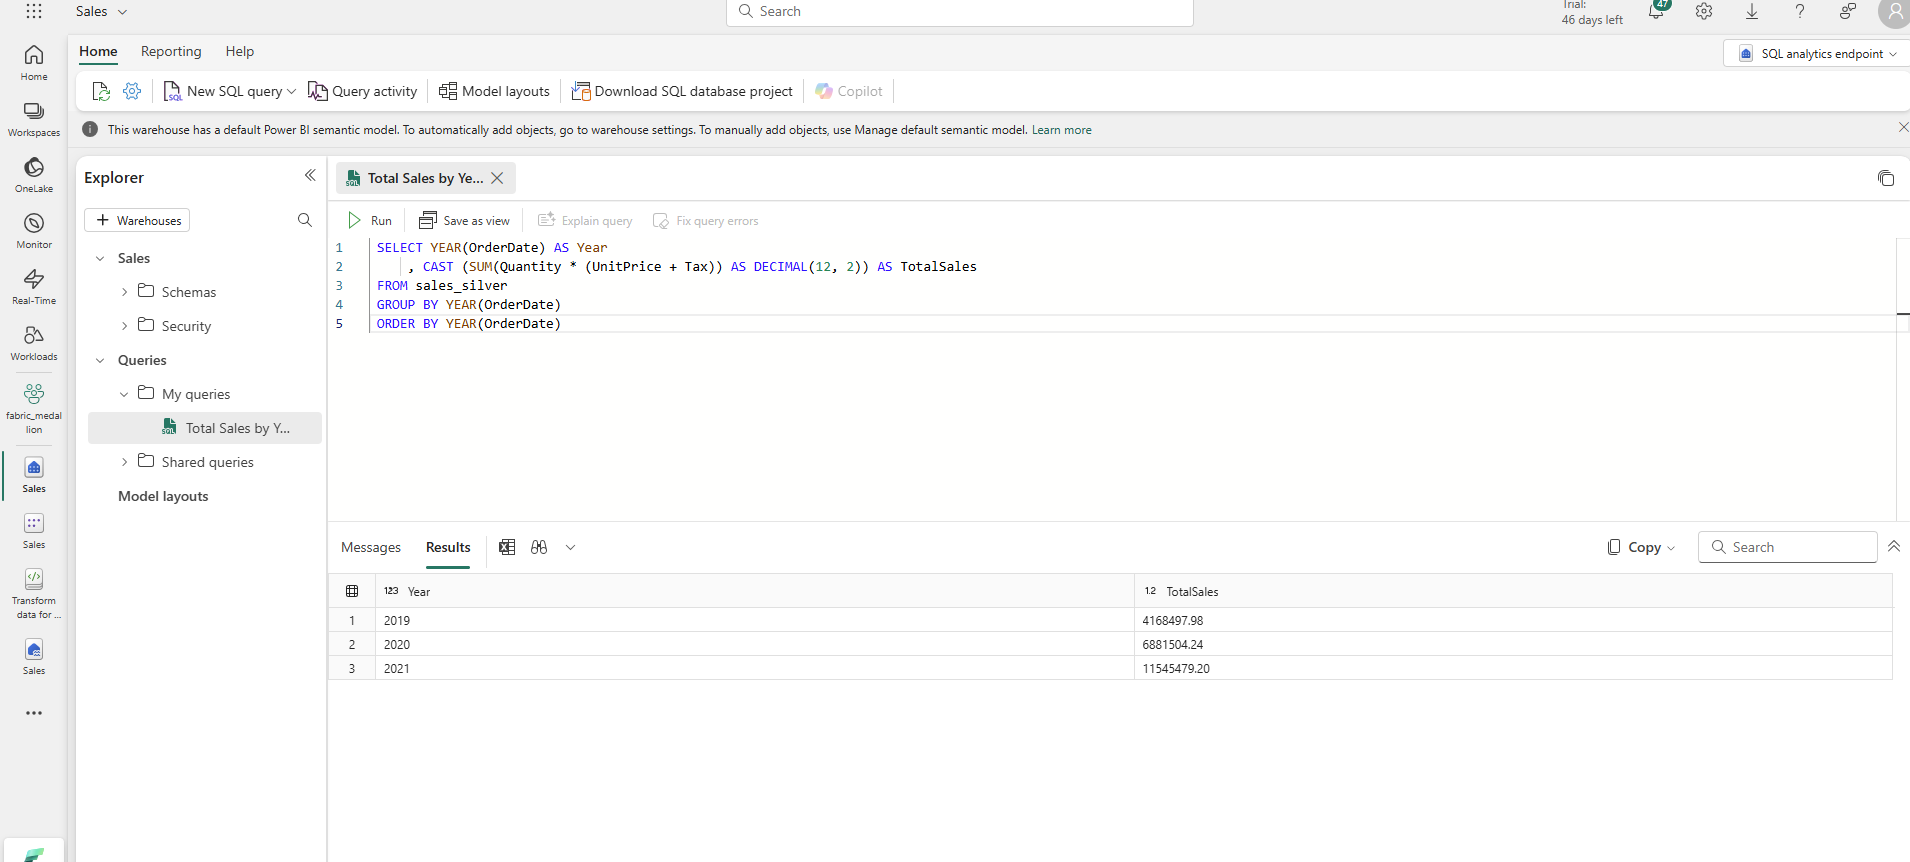 Sales
Search
Trial:
46 days left
47
Home
Workspaces
OneLake
Monitor
Real-Time
Workloads
fabric_medal
lion
Sales
Sales
Transform
data for ...
Sales
Home
Reporting
Help
SQL analytics endpoint
New SQL query
Query activity
Model layouts
Download SQL database project
Copilot
This warehouse has a default Power BI semantic model. To automatically add objects, go to warehouse settings. To manually add objects, use Manage default semantic model. Learn more
Explorer
Warehouses
Sales
Schemas
Security
Queries
My queries
Total Sales by Y...
Shared queries
Model layouts
Total Sales by Ye...
Run
Save as view
Explain query
Fix query errors
1 SELECT YEAR(OrderDate) AS Year
2 , CAST (SUM(Quantity * (UnitPrice + Tax)) AS DECIMAL(12, 2)) AS TotalSales
3 FROM sales_silver
4 GROUP BY YEAR(OrderDate)
5 ORDER BY YEAR(OrderDate)
Messages
Results
Copy
Search
123 Year
1.2 TotalSales
1 2019 4168497.98
2 2020 6881504.24
3 2021 11545479.20